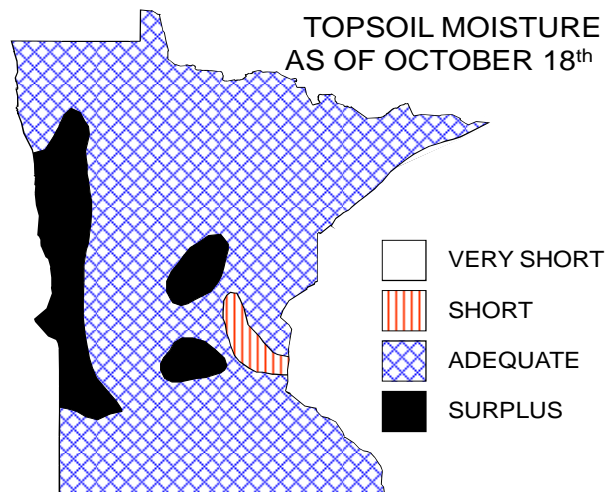 TOPSOIL MOISTURE
AS OF OCTOBER 18th
VERY SHORT
SHORT
ADEQUATE
SURPLUS